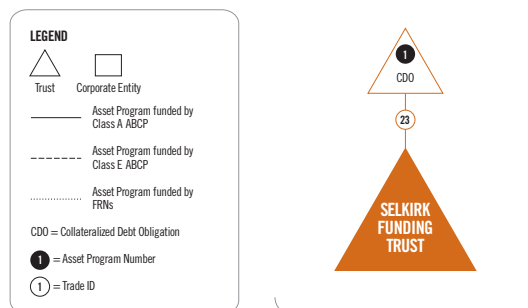 LEGEND
Trust
Corporate Entity
Asset Program funded by
Class A ABCP
Asset Program funded by
Class E ABCP
Asset Program funded by
FRNs
CDO = Collateralized Debt Obligation
1 = Asset Program Number
1 = Trade ID
1
CDO
23
SELKIRK
FUNDING
TRUST